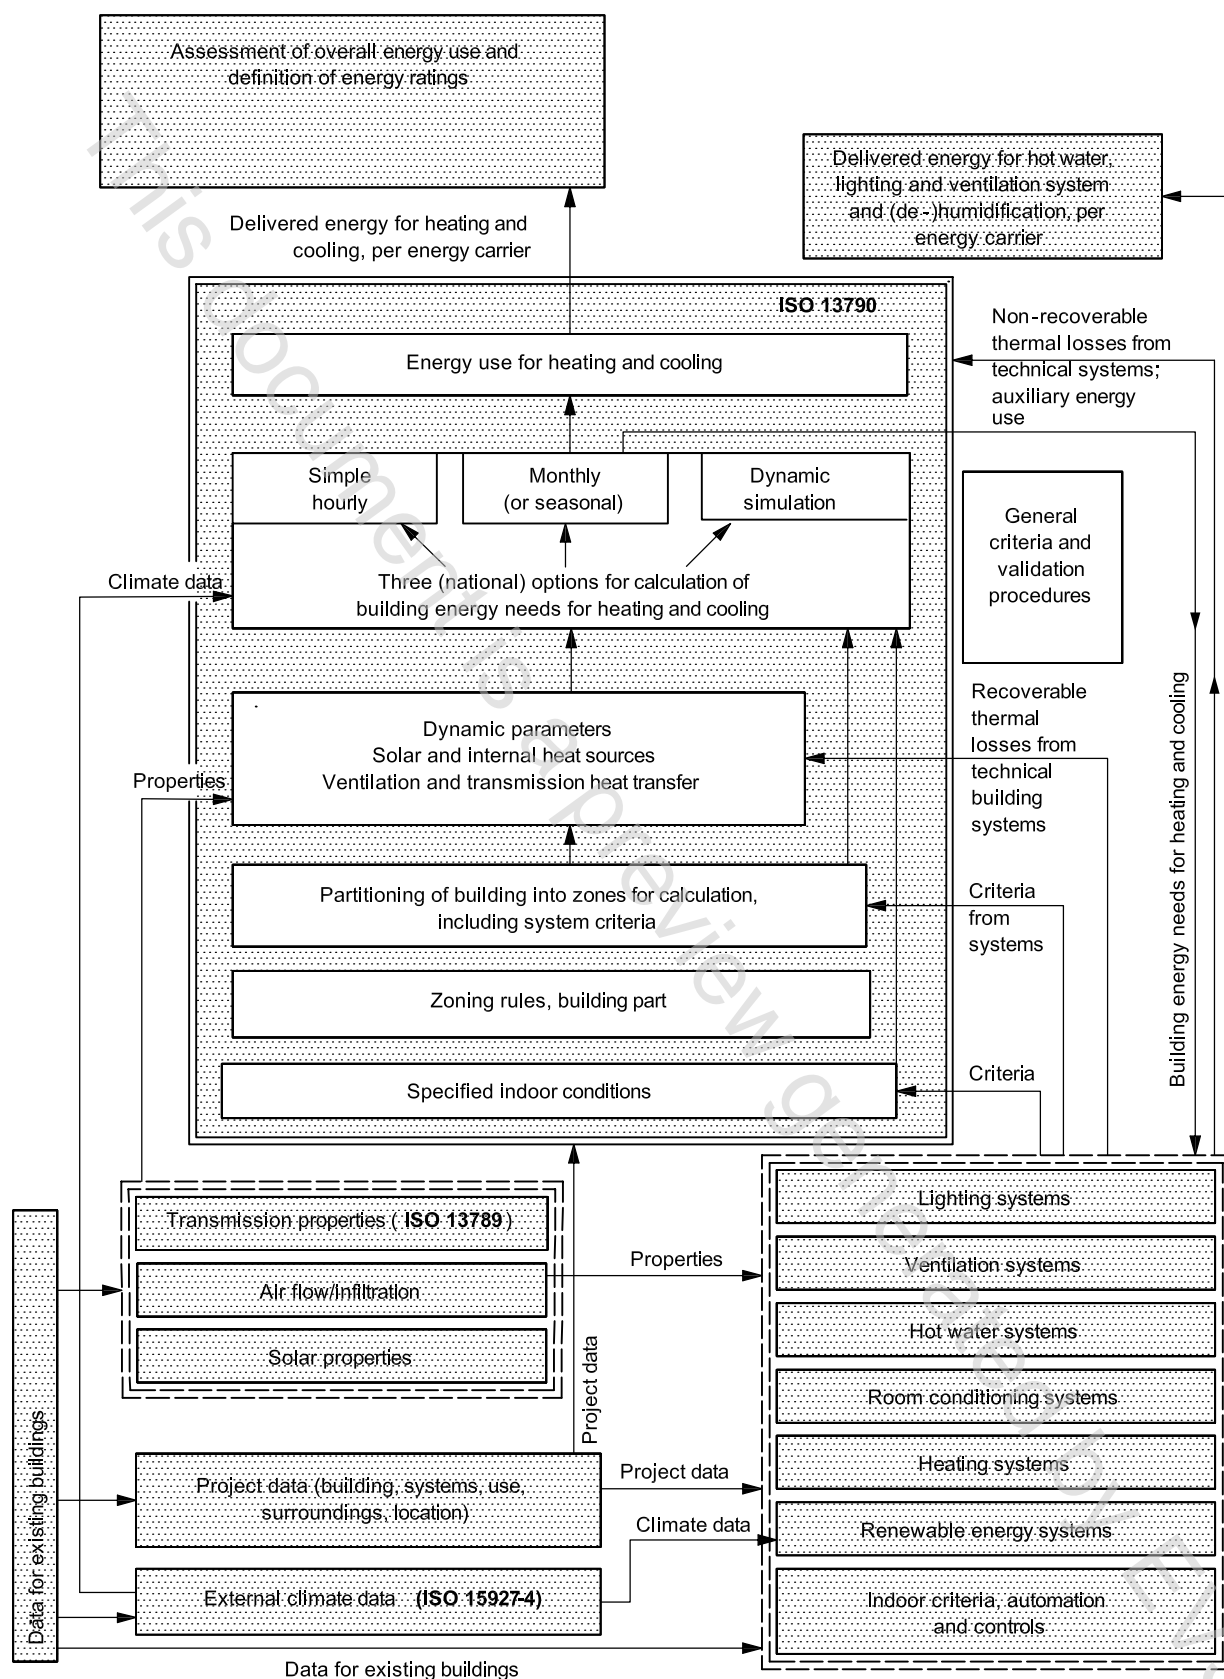 Assessment of overall energy use and
definition of energy ratings
Delivered energy for hot water,
lighting and ventilation system
and (de-)humidification, per
energy carrier
Delivered energy for heating and
cooling, per energy carrier
ISO 13790
Non-recoverable
thermal losses from
technical systems;
auxiliary energy
use
Energy use for heating and cooling
Simple
hourly
Monthly
(or seasonal)
Dynamic
simulation
General
criteria and
validation
procedures
Climate data
Three (national) options for calculation of
building energy needs for heating and cooling
Building energy needs for heating and cooling
Recoverable
thermal
losses from
technical
building
systems
Dynamic parameters
Solar and internal heat sources
Ventilation and transmission heat transfer
Properties
Partitioning of building into zones for calculation,
including system criteria
Criteria
from
systems
Zoning rules, building part
Specified indoor conditions
Criteria
Transmission properties ( ISO 13789 )
Air flow/infiltration
Solar properties
Properties
Project data
Data for existing buildings
Project data (building, systems, use,
surroundings, location)
Project data
Climate data
External climate data (ISO 15927-4)
Data for existing buildings
Lighting systems
Ventilation systems
Hot water systems
Room conditioning systems
Heating systems
Renewable energy systems
Indoor criteria, automation
and controls
This document is a preview generated by EV